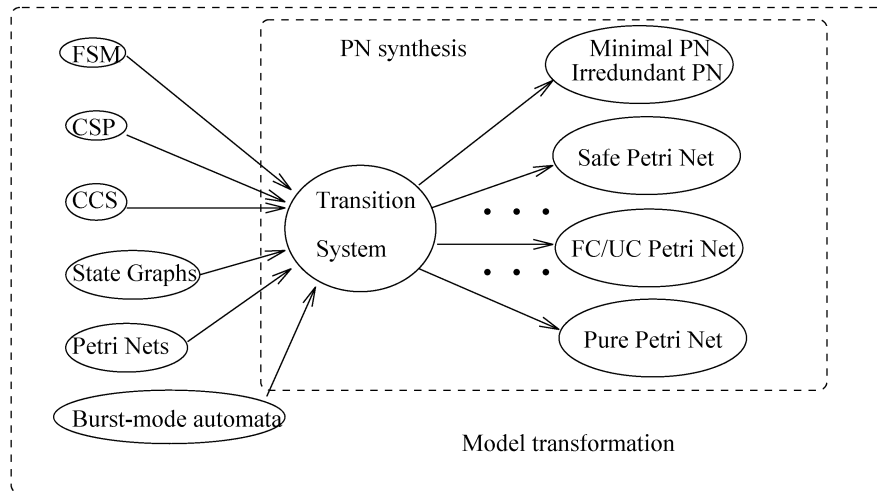 FSM
PN synthesis
Minimal PN
Irredundant PN
CSP
Safe Petri Net
CCS
Transition
System
State Graphs
FC/UC Petri Net
Petri Nets
Pure Petri Net
Burst-mode automata
Model transformation